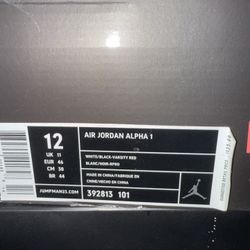 AIR JORDAN ALPHA 1
12
UK 11
EUR 46
CM 30
BR 44
WHITE/BLACK-VARSITY RED
BLANC/NOIR-RPRO
MADE IN CHINA/FABRIQUE EN
CHINE/HECHO EN CHINA
JUMPMAN23.COM
392813 101